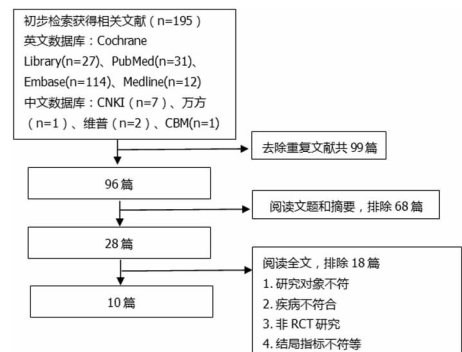 初步检索获得相关文献（n=195）
英文数据库：Cochrane
Library(n=27)、PubMed(n=31)、
Embase(n=114)、Medline(n=12)
中文数据库：CNKI（n=7）、万方
（n=1）、维普（n=2）、CBM(n=1)
去除重复文献共 99 篇
96 篇
阅读文题和摘要，排除 68 篇
28 篇
阅读全文，排除 18 篇
1. 研究对象不符
2. 疾病不符合
3. 非 RCT 研究
4. 结局指标不符等
10 篇